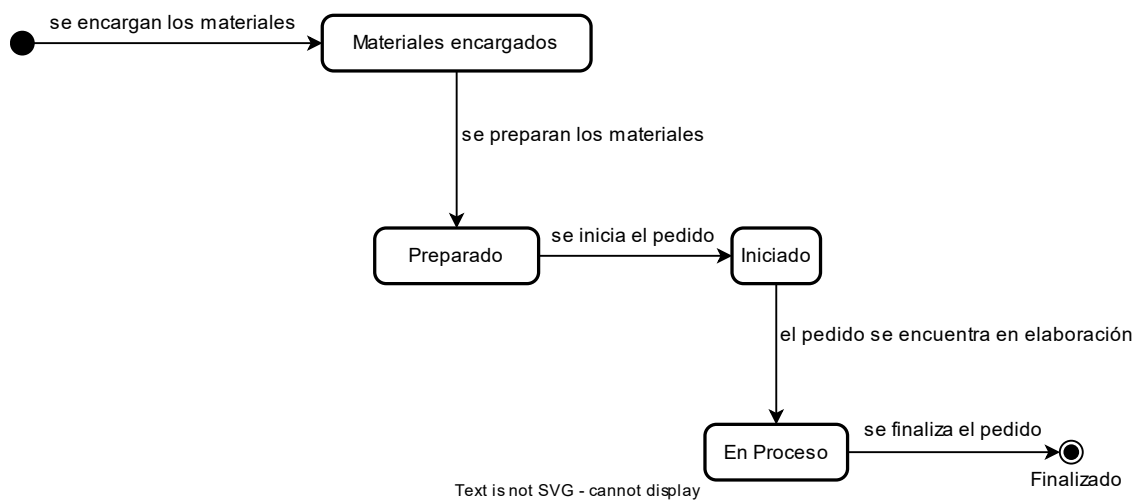 se encargan los materiales
Materiales encargados
se preparan los materiales
Preparado
se inicia el pedido
Iniciado
el pedido se encuentra en elaboración
En Proceso
se finaliza el pedido
Finalizado
Text is not SVG - cannot display